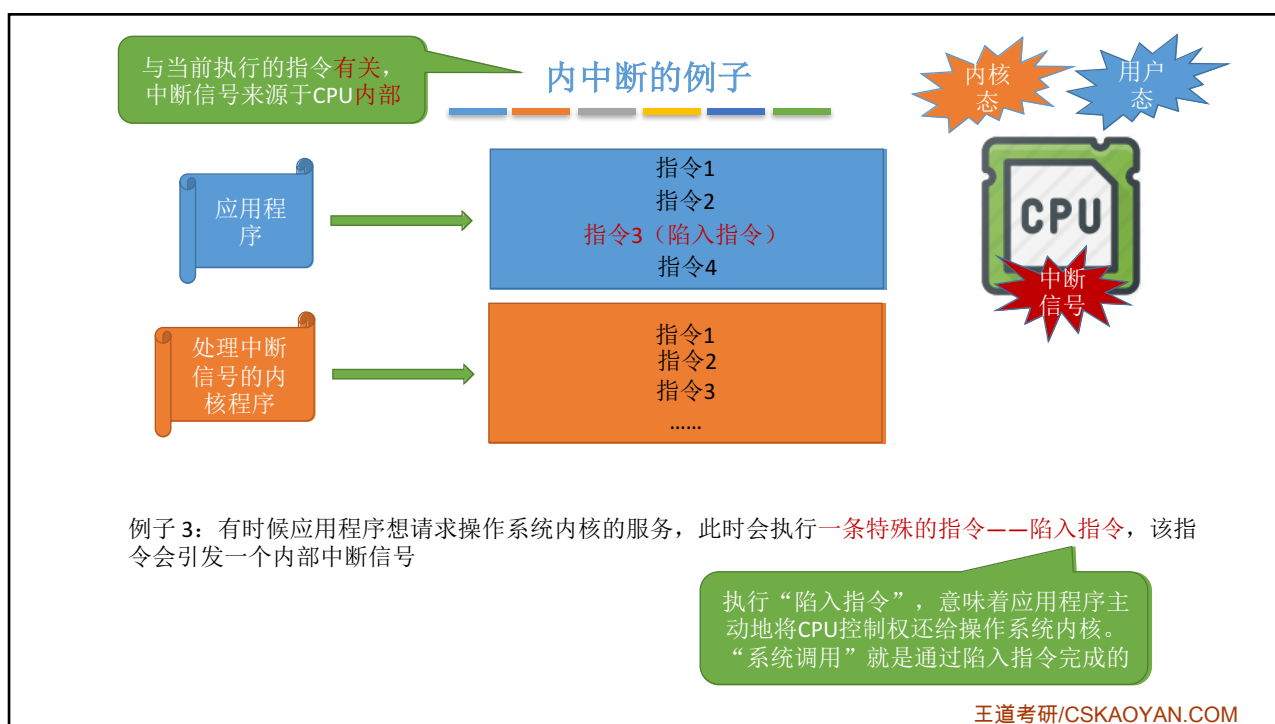 与当前执行的指令有关，
中断信号来源于CPU内部
内中断的例子
内核
态
用户
态
应用程
序
指令1
指令2
指令3（陷入指令）
指令4
CPU
中断
信号
处理中断
信号的内
核程序
指令1
指令2
指令3
......
例子 3：有时候应用程序想请求操作系统内核的服务，此时会执行一条特殊的指令——陷入指令，该指
令会引发一个内部中断信号
执行“陷入指令”，意味着应用程序主
动地将CPU控制权还给操作系统内核。
“系统调用”就是通过陷入指令完成的
王道考研/CSKAOYAN.COM